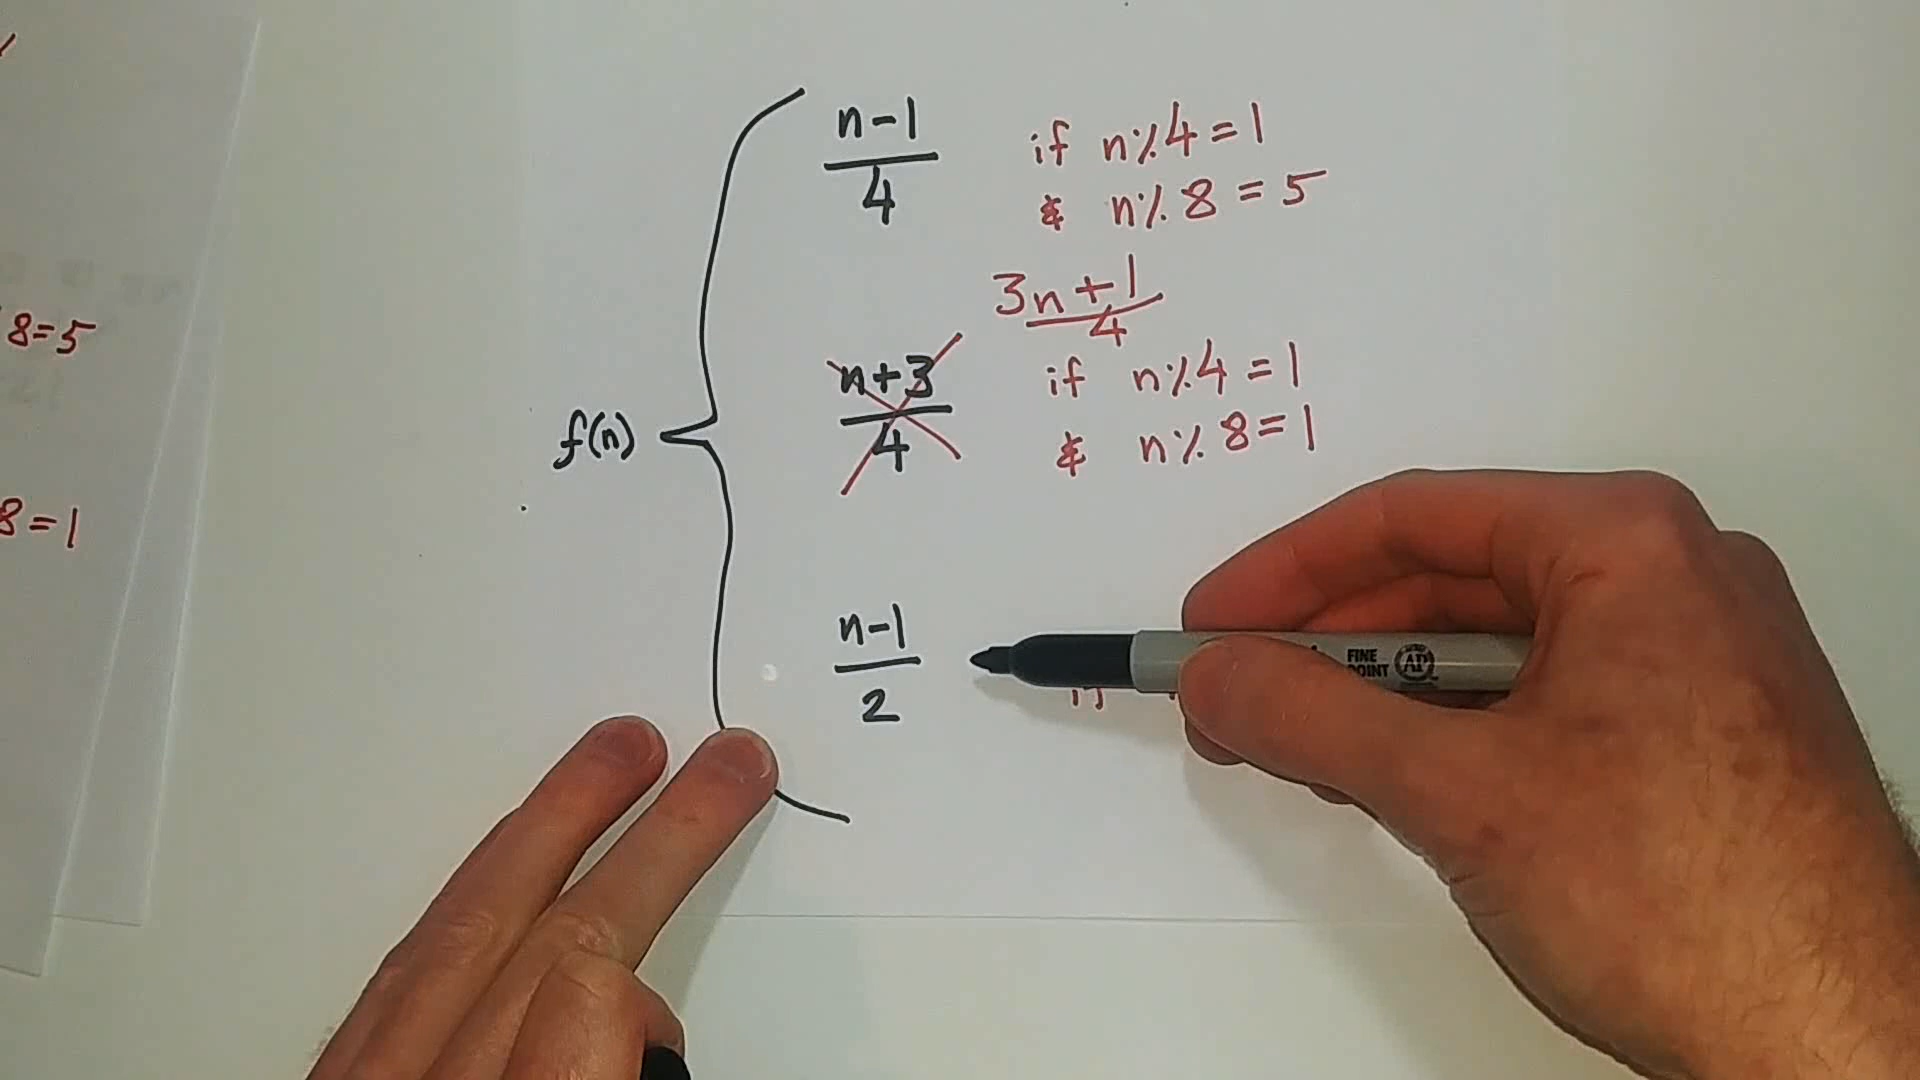 n-1
4
if n%4=1
& n%8=5
3n+1
4
n+3
4
if n%4=1
& n%8=1
f(n)
n-1
2
8=5
8=1
FINE
POINT
AP